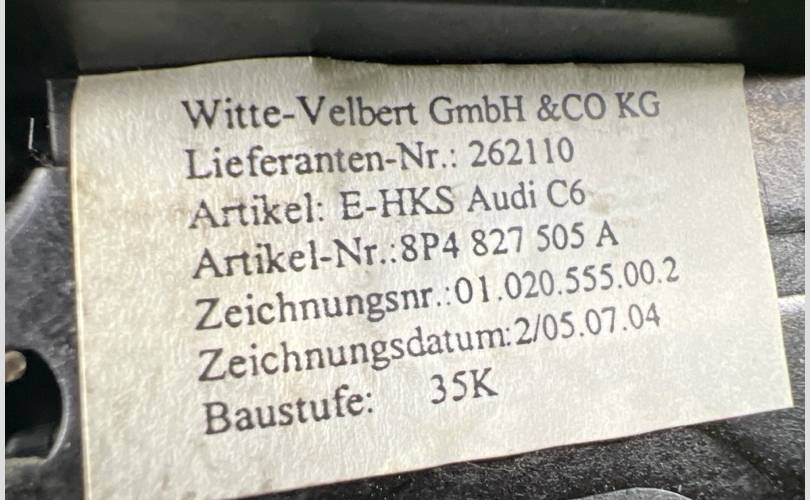 Witte-Velbert GmbH &CO KG
Lieferanten-Nr.: 262110
Artikel: E-HKS Audi C6
Artikel-Nr.:8P4 827 505 A
Zeichnungsnr.:01.020.555.00.2
Zeichnungsdatum:2/05.07.04
Baustufe: 35K